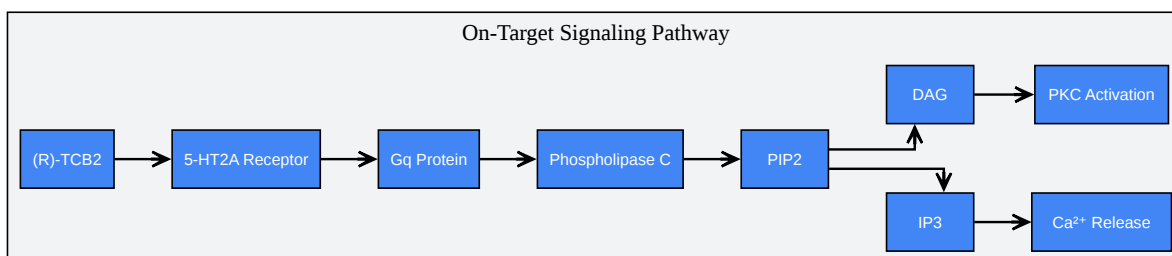 On-Target Signaling Pathway
(R)-TCB2
5-HT2A Receptor
Gq Protein
Phospholipase C
PIP2
DAG
PKC Activation
IP3
Ca²⁺ Release